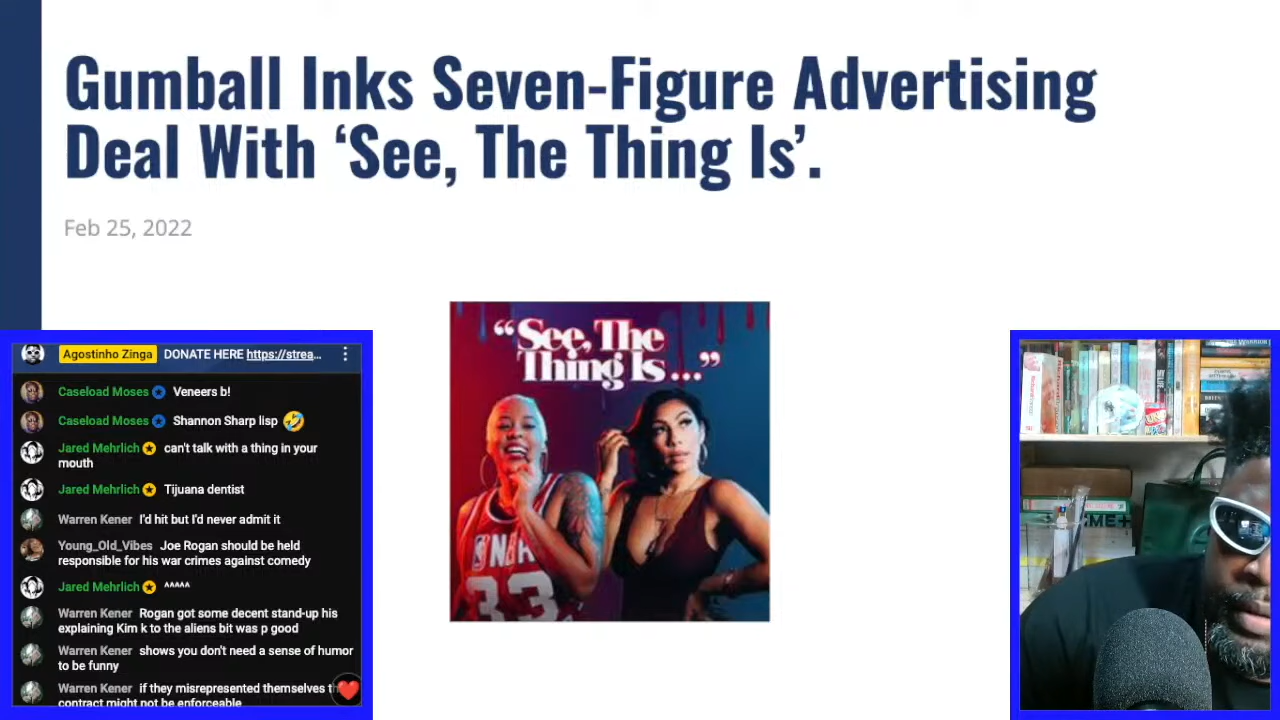 Gumball Inks Seven-Figure Advertising
Deal With ‘See, The Thing Is’.
Feb 25, 2022
“See, The
Thing Is...”
NBA
33
Agostinho Zinga DONATE HERE https://strea...
Caseload Moses Veneers b!
Caseload Moses Shannon Sharp lisp 🤣
Jared Mehrlich can't talk with a thing in your
mouth
Jared Mehrlich Tijuana dentist
Warren Kener I'd hit but I'd never admit it
Young_Old_Vibes Joe Rogan should be held
responsible for his war crimes against comedy
Jared Mehrlich ^^^^^
Warren Kener Rogan got some decent stand-up his
explaining Kim k to the aliens bit was p good
Warren Kener shows you don't need a sense of humor
to be funny
Warren Kener if they misrepresented themselves
contract might not be enforceable
UNO